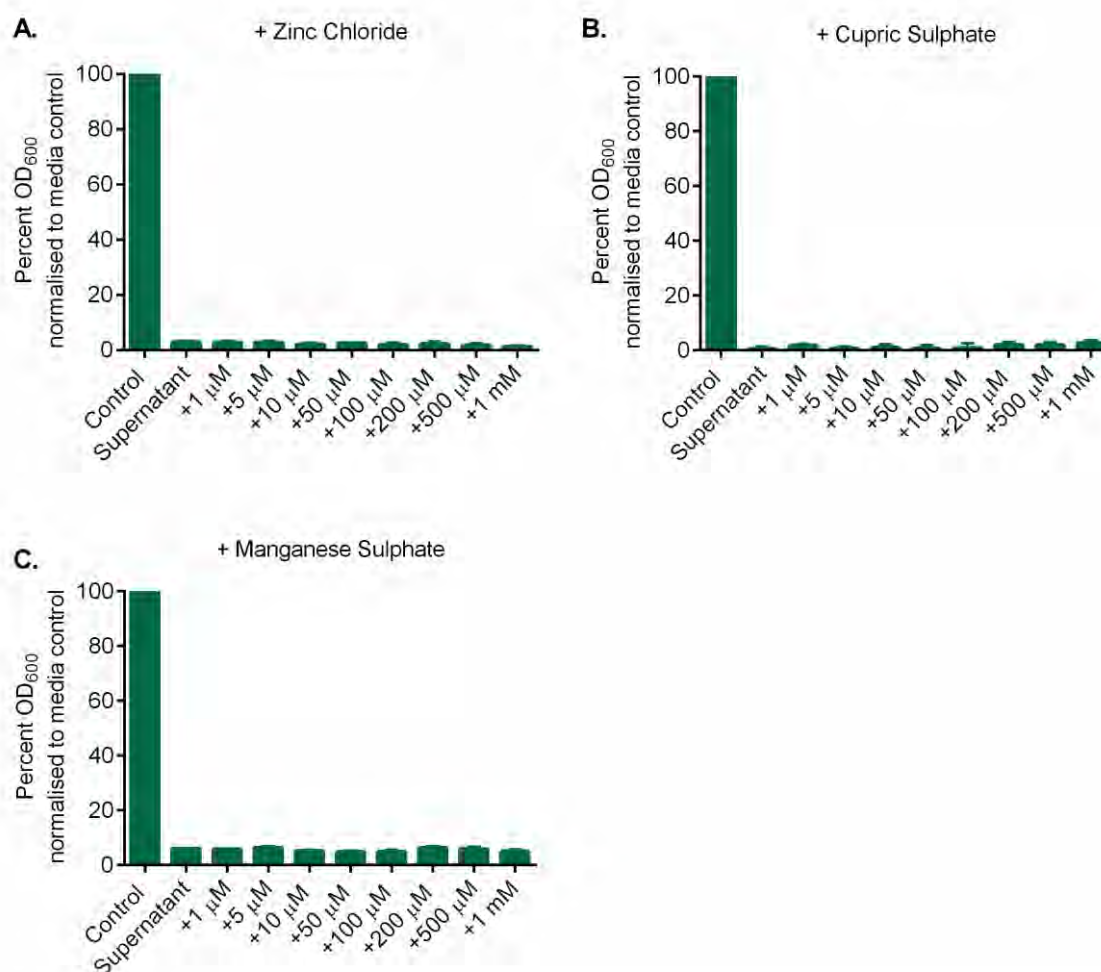 A.
+ Zinc Chloride
Percent OD600
normalised to media control
100
80
60
40
20
0
Control
Supernatant
+1 µM
+5 µM
+10 µM
+50 µM
+100 µM
+200 µM
+500 µM
+1 mM
B.
+ Cupric Sulphate
Percent OD600
normalised to media control
100
80
60
40
20
0
Control
Supernatant
+1 µM
+5 µM
+10 µM
+50 µM
+100 µM
+200 µM
+500 µM
+1 mM
C.
+ Manganese Sulphate
Percent OD600
normalised to media control
100
80
60
40
20
0
Control
Supernatant
+1 µM
+5 µM
+10 µM
+50 µM
+100 µM
+200 µM
+500 µM
+1 mM